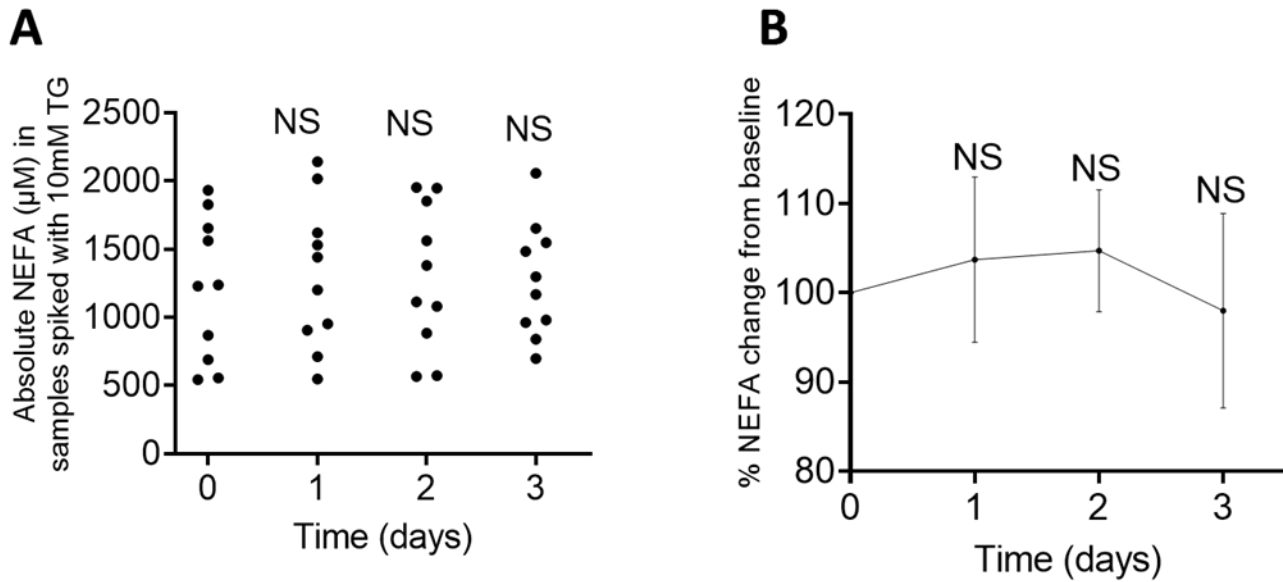 A
Absolute NEFA (µM) in
samples spiked with 10mM TG
2500
2000
1500
1000
500
0
NS
NS
NS
0 1 2 3
Time (days)
B
% NEFA change from baseline
120
110
100
90
80
NS
NS
NS
0 1 2 3
Time (days)